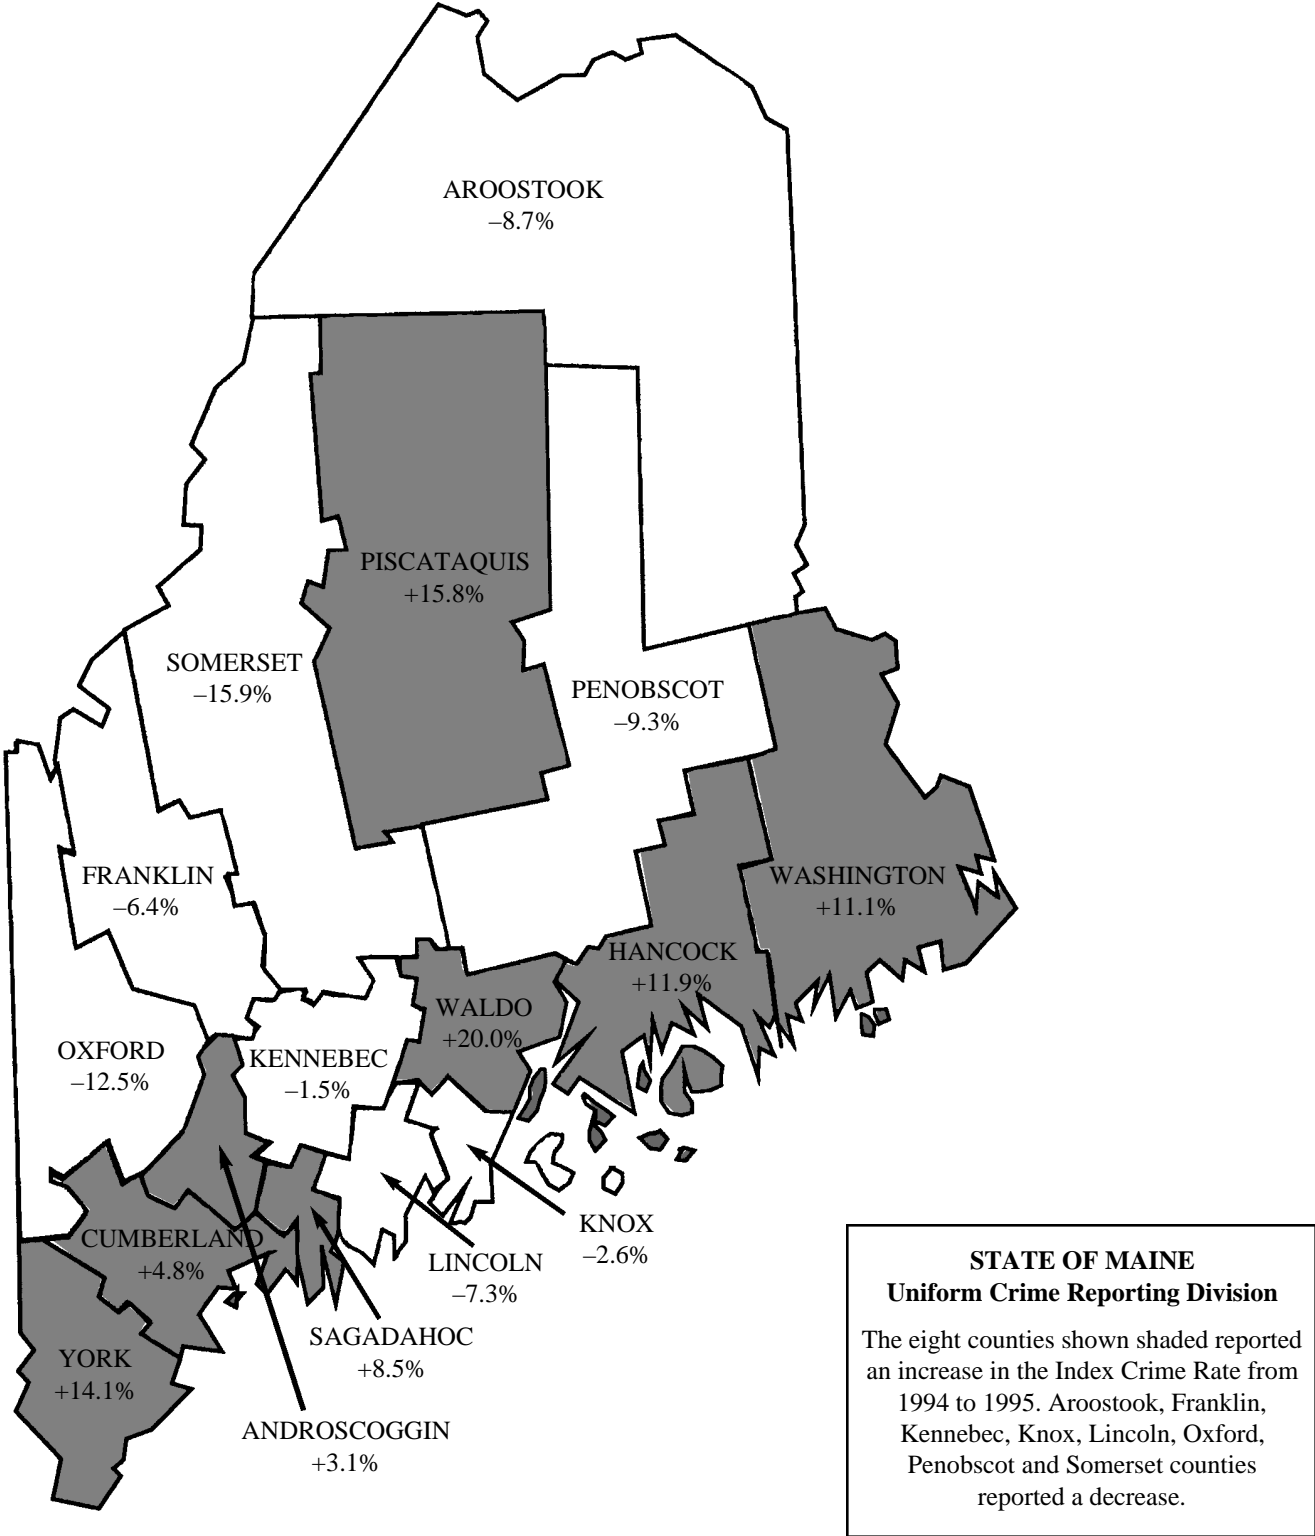 AROOSTOOK
–8.7%
PISCATAQUIS
+15.8%
SOMERSET
–15.9%
PENOBSCOT
–9.3%
FRANKLIN
–6.4%
WASHINGTON
+11.1%
HANCOCK
+11.9%
WALDO
+20.0%
OXFORD
–12.5%
KENNEBEC
–1.5%
KNOX
–2.6%
CUMBERLAND
+4.8%
LINCOLN
–7.3%
SAGADAHOC
+8.5%
YORK
+14.1%
ANDROSCOGGIN
+3.1%
STATE OF MAINE
Uniform Crime Reporting Division
The eight counties shown shaded reported
an increase in the Index Crime Rate from
1994 to 1995. Aroostook, Franklin,
Kennebec, Knox, Lincoln, Oxford,
Penobscot and Somerset counties
reported a decrease.